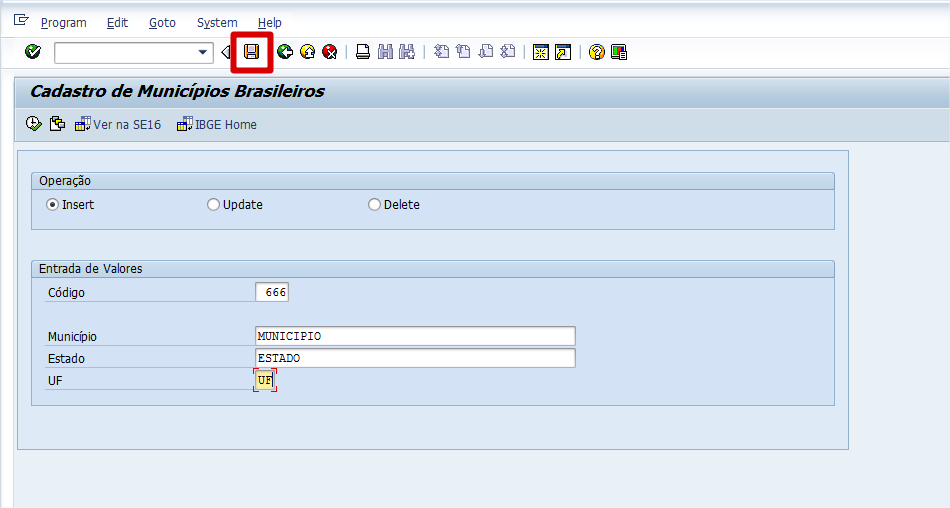 Program Edit Goto System Help
Cadastro de Municípios Brasileiros
Ver na SE16 IBGE Home
Operação
Insert Update Delete
Entrada de Valores
Código 666
Município MUNICIPIO
Estado ESTADO
UF UF